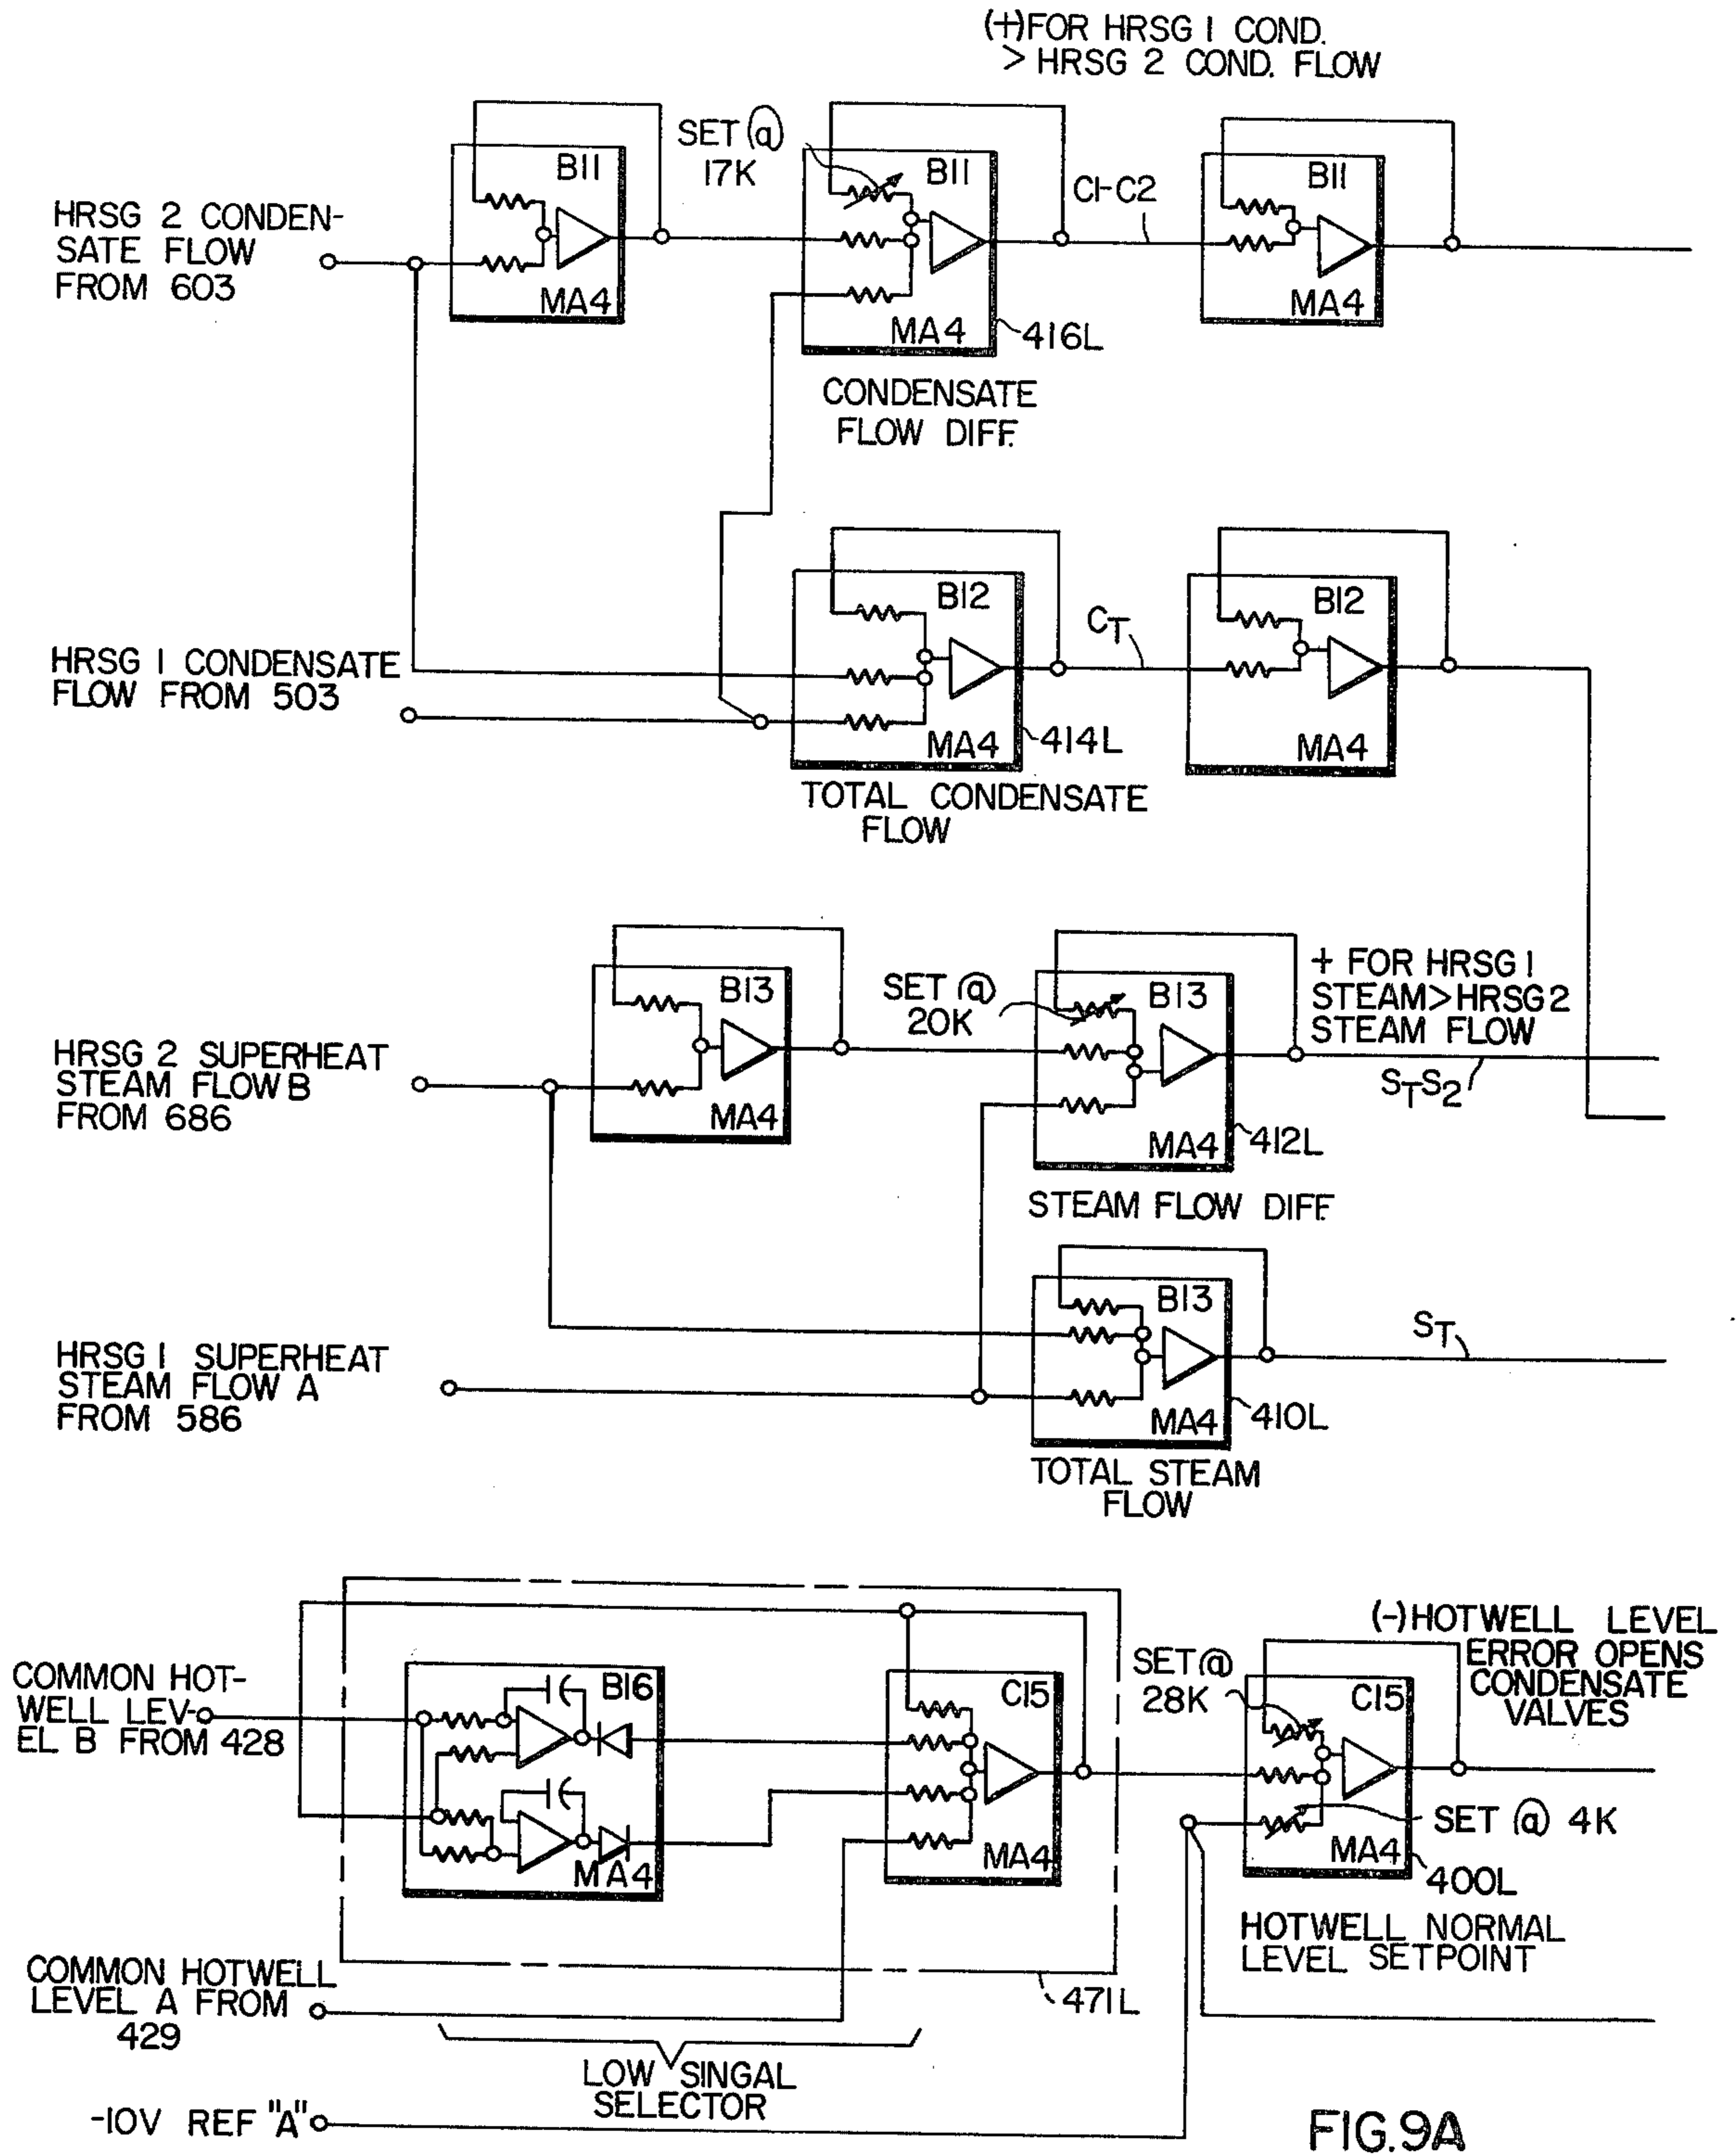 (+)FOR HRSG 1 COND.
> HRSG 2 COND. FLOW
B11
SET @
17K
B11
C1-C2
B11
HRSG 2 CONDEN-
SATE FLOW
FROM 603
MA4
MA4
416L
MA4
CONDENSATE
FLOW DIFF.
B12
B12
CT
HRSG 1 CONDENSATE
FLOW FROM 503
MA4
414L
MA4
TOTAL CONDENSATE
FLOW
B13
SET @
20K
B13
+ FOR HRSG 1
STEAM>HRSG2
STEAM FLOW
HRSG 2 SUPERHEAT
STEAM FLOW B
FROM 686
STS2
MA4
MA4
412L
STEAM FLOW DIFF.
B13
ST
HRSG 1 SUPERHEAT
STEAM FLOW A
FROM 586
MA4
410L
TOTAL STEAM
FLOW
(-)HOTWELL LEVEL
ERROR OPENS
CONDENSATE
VALVES
COMMON HOT-
WELL LEV-
EL B FROM 428
B16
C15
SET @
28K
C15
SET @ 4K
MA4
MA4
MA4
400L
HOTWELL NORMAL
LEVEL SETPOINT
COMMON HOTWELL
LEVEL A FROM
429
471L
LOW SINGAL
SELECTOR
-10V REF "A"
FIG.9A